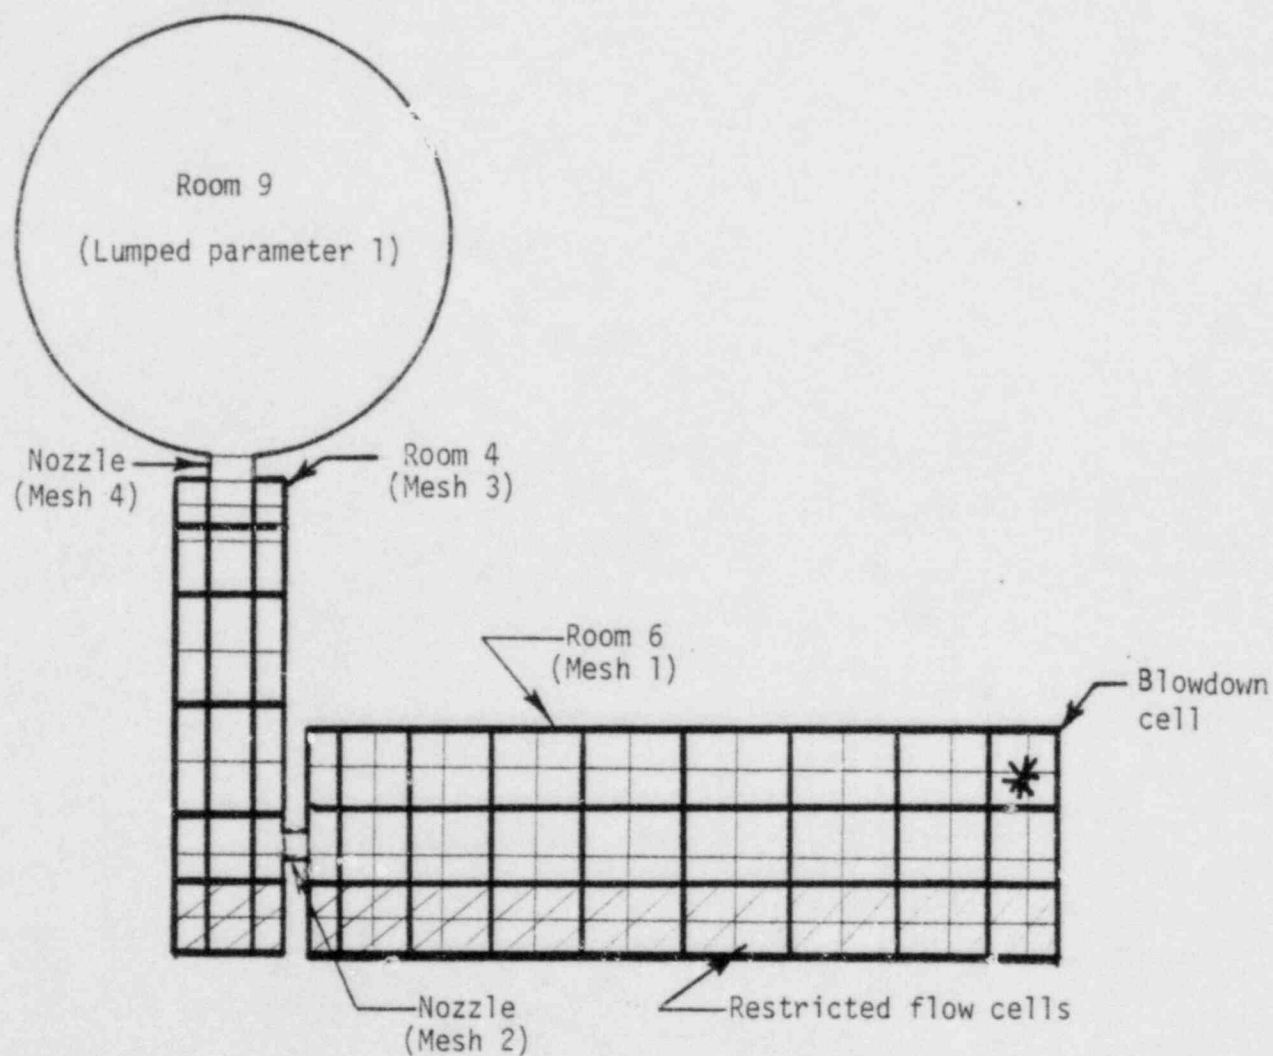 Room 9
(Lumped parameter 1)
Nozzle
(Mesh 4)
Room 4
(Mesh 3)
Room 6
(Mesh 1)
Blowdown
cell
Nozzle
(Mesh 2)
Restricted flow cells